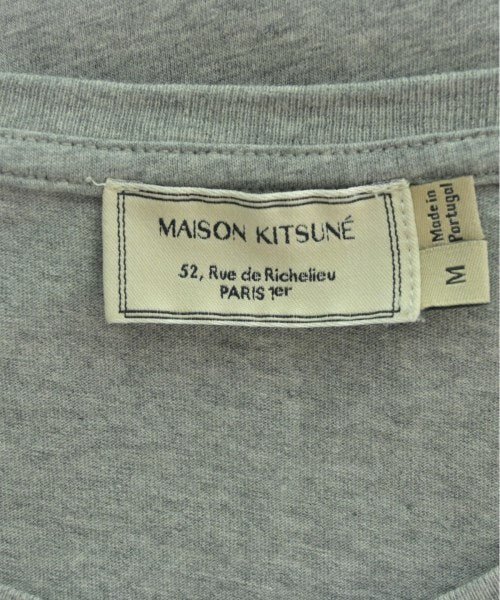 MAISON KITSUNÉ
52, Rue de Richelieu
PARIS 1er
Made in
Portugal
M